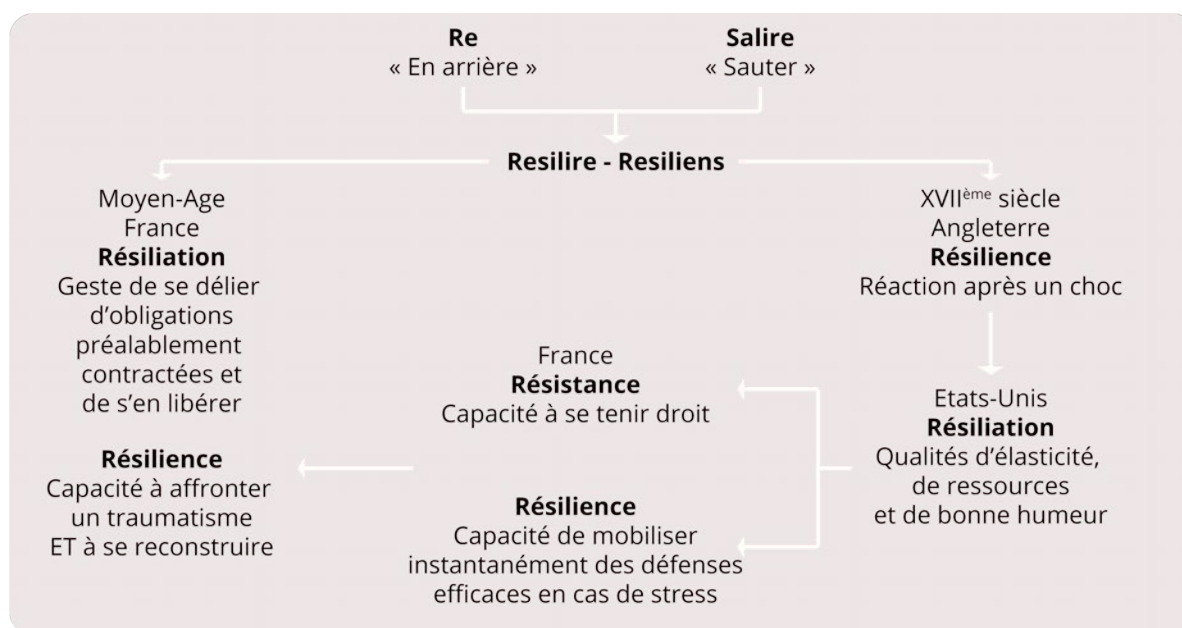 Re
« En arrière »
Salire
« Sauter »
Resilire - Resiliens
Moyen-Age
France
Résiliation
Geste de se délier
d’obligations
préalablement
contractées et
de s’en libérer
XVIIème siècle
Angleterre
Résilience
Réaction après un choc
Etats-Unis
Résiliation
Qualités d’élasticité,
de ressources
et de bonne humeur
France
Résistance
Capacité à se tenir droit
Résilience
Capacité de mobiliser
instantanément des défenses
efficaces en cas de stress
Résilience
Capacité à affronter
un traumatisme
ET à se reconstruire